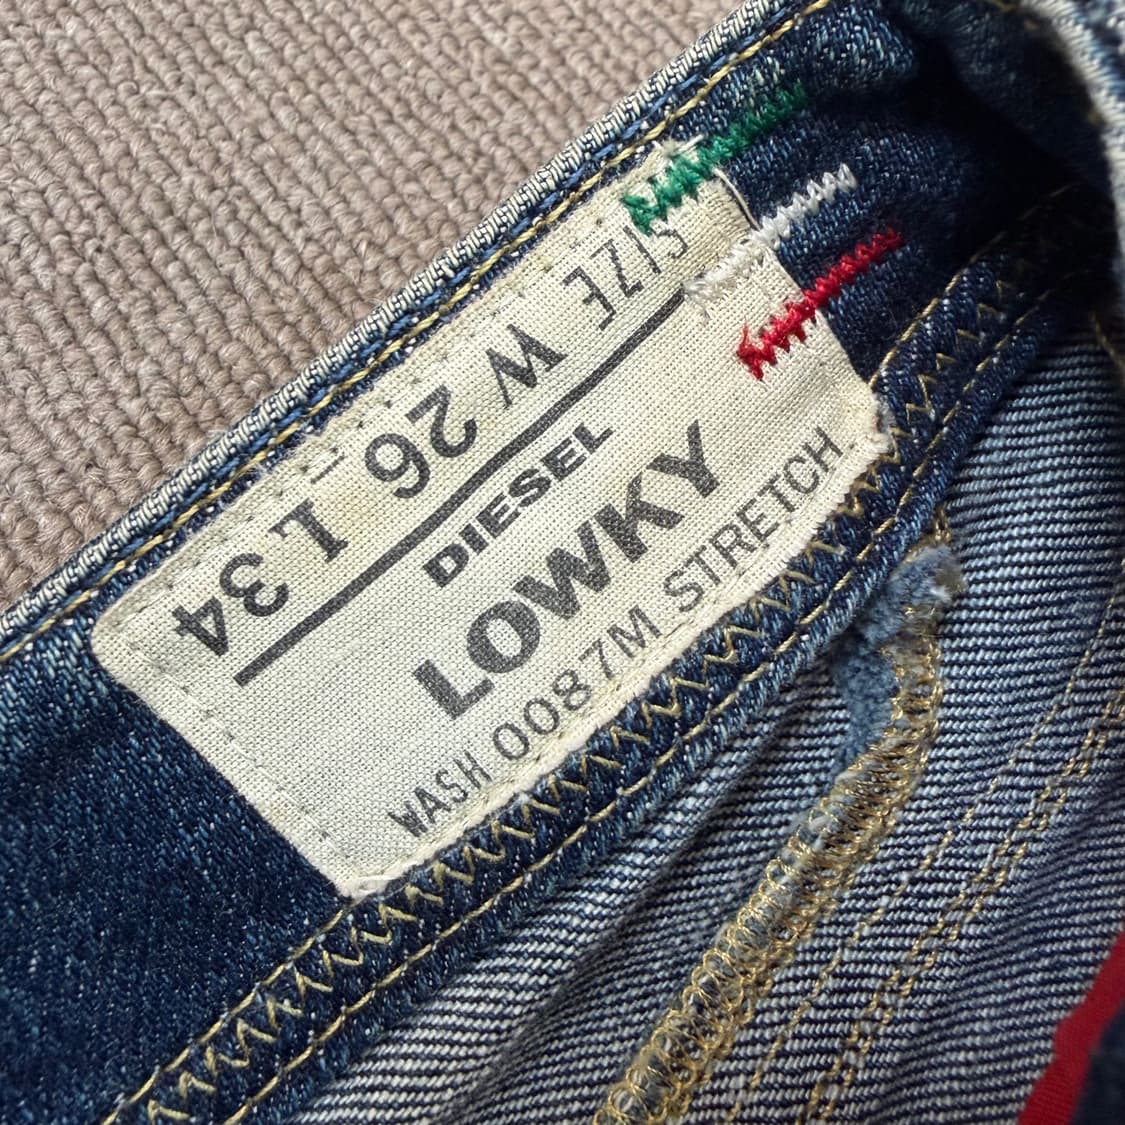 SIZE W 26 L 34
DIESEL
LOWKY
WASH 0087M STRETCH